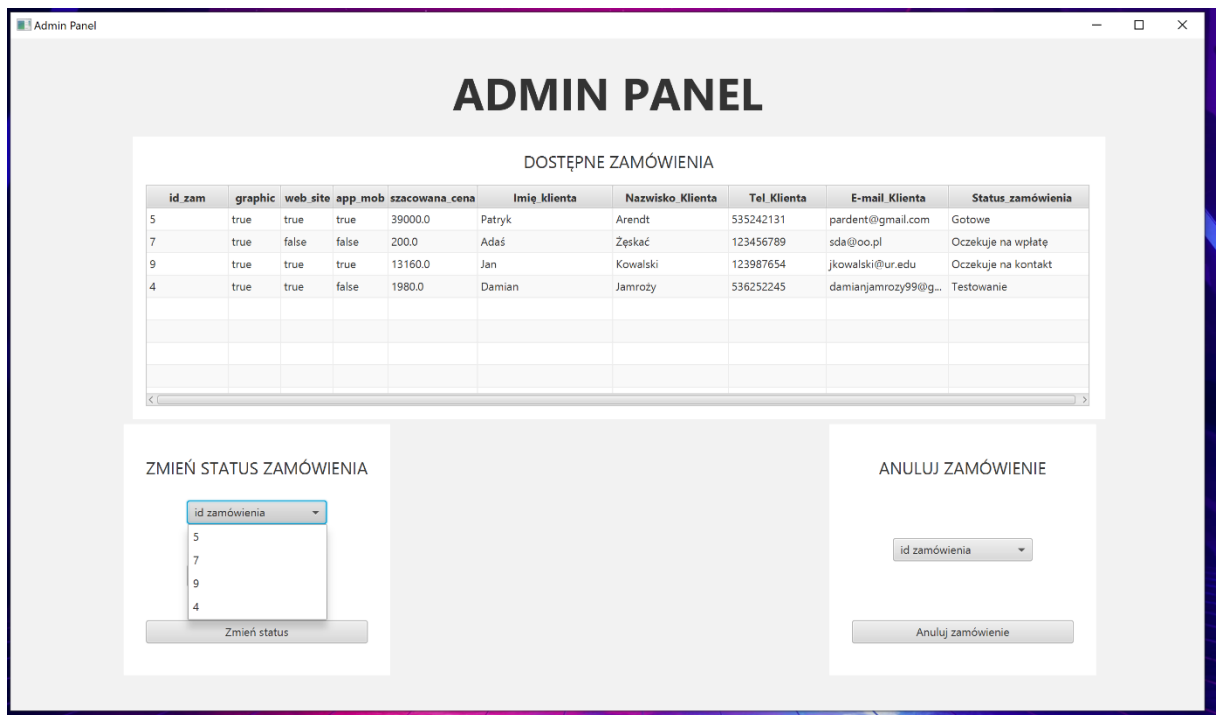 Admin Panel
ADMIN PANEL
DOSTĘPNE ZAMÓWIENIA
id_zam graphic web_site app_mob szacowana_cena Imię_klienta Nazwisko_Klienta Tel_Klienta E-mail_Klienta Status_zamówienia
5 true true true 39000.0 Patryk Arendt 535242131 pardent@gmail.com Gotowe
7 true false false 200.0 Adaś Żęskać 123456789 sda@oo.pl Oczekuje na wpłatę
9 true true true 13160.0 Jan Kowalski 123987654 jkowalski@ur.edu Oczekuje na kontakt
4 true true false 1980.0 Damian Jamroży 536252245 damianjamrozy99@g... Testowanie
ZMIEŃ STATUS ZAMÓWIENIA
id zamówienia
5
7
9
4
Zmień status
ANULUJ ZAMÓWIENIE
id zamówienia
Anuluj zamówienie